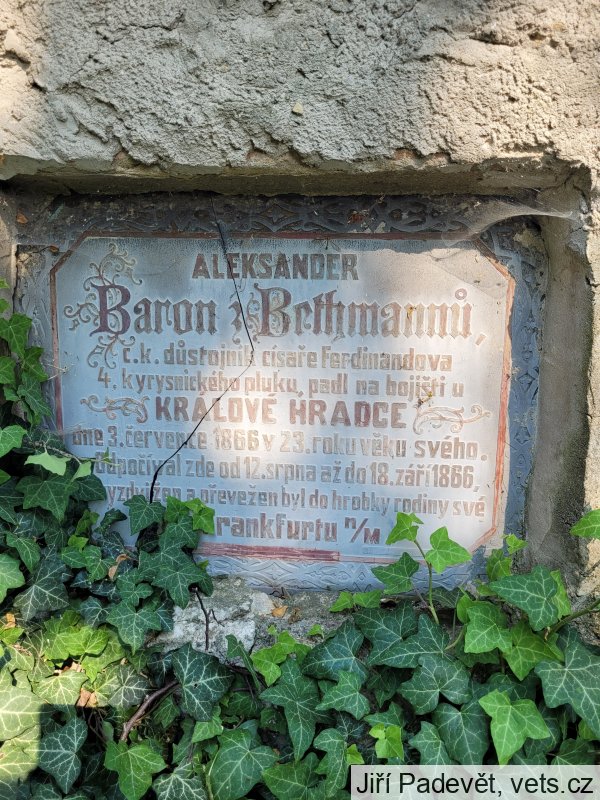 ALEKSANDER
Baron z Bethmannů,
č.k. důstojník císaře Ferdinandova
4. kyrysnického pluku, padl na bojišti u
KRÁLOVÉ HRADCE
dne 3. července 1866 v 23. roku věku svého.
Odpočíval zde od 12. srpna až do 18. září 1866,
vyzdvižen a převežen byl do hrobky rodiny své
Frankfurtu n/M
Jiří Padevět, vets.cz